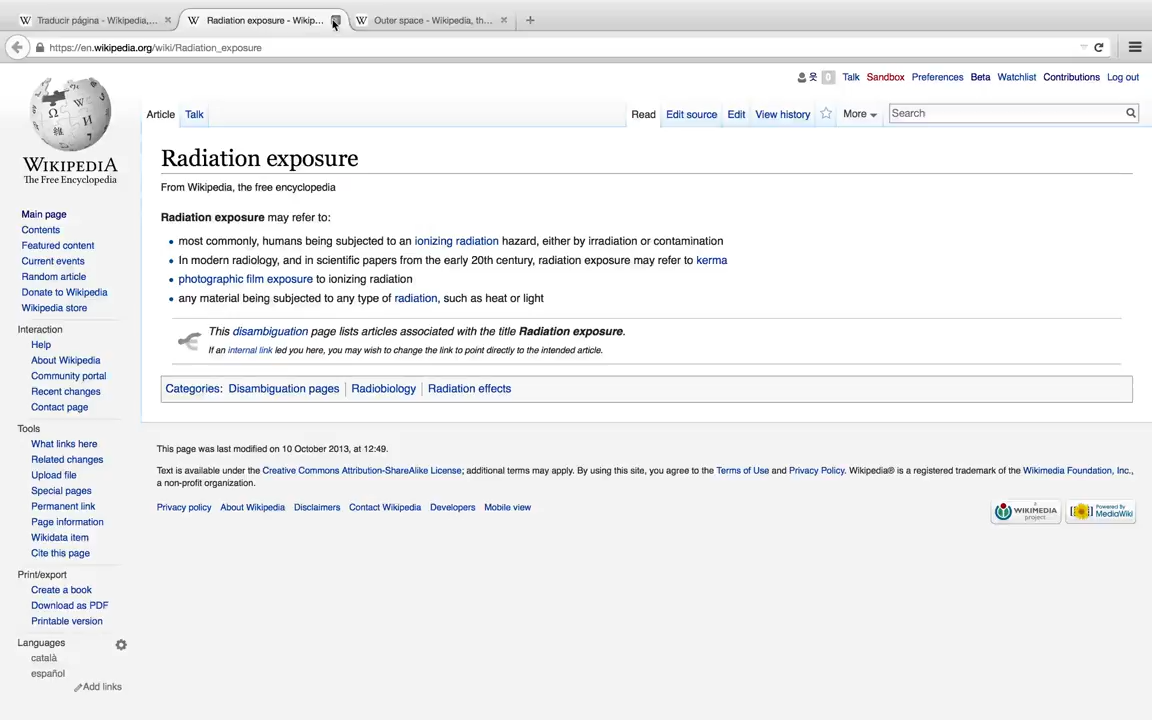 Traducir página - Wikipedia,...
Radiation exposure - Wikip...
Outer space - Wikipedia, th...
https://en.wikipedia.org/wiki/Radiation_exposure
0 Talk Sandbox Preferences Beta Watchlist Contributions Log out
Article Talk Read Edit source Edit View history More Search
WIKIPEDIA
The Free Encyclopedia
Radiation exposure
From Wikipedia, the free encyclopedia
Radiation exposure may refer to:
most commonly, humans being subjected to an ionizing radiation hazard, either by irradiation or contamination
In modern radiology, and in scientific papers from the early 20th century, radiation exposure may refer to kerma
photographic film exposure to ionizing radiation
any material being subjected to any type of radiation, such as heat or light
This disambiguation page lists articles associated with the title Radiation exposure.
If an internal link led you here, you may wish to change the link to point directly to the intended article.
Categories: Disambiguation pages | Radiobiology | Radiation effects
This page was last modified on 10 October 2013, at 12:49.
Text is available under the Creative Commons Attribution-ShareAlike License; additional terms may apply. By using this site, you agree to the Terms of Use and Privacy Policy. Wikipedia® is a registered trademark of the Wikimedia Foundation, Inc.,
a non-profit organization.
Privacy policy About Wikipedia Disclaimers Contact Wikipedia Developers Mobile view
A WIKIMEDIA project
Powered By MediaWiki
Main page
Contents
Featured content
Current events
Random article
Donate to Wikipedia
Wikipedia store
Interaction
Help
About Wikipedia
Community portal
Recent changes
Contact page
Tools
What links here
Related changes
Upload file
Special pages
Permanent link
Page information
Wikidata item
Cite this page
Print/export
Create a book
Download as PDF
Printable version
Languages
català
español
Add links